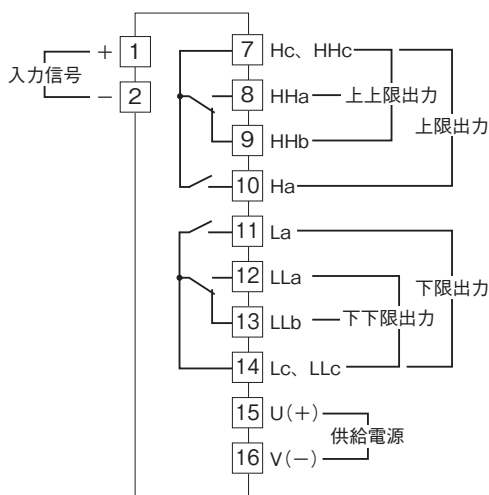 + 1
入力信号
− 2
7 Hc、HHc
8 HHa 上上限出力
9 HHb
上限出力
10 Ha
11 La
12 LLa
下限出力
13 LLb 下下限出力
14 Lc、LLc
15 U(+)
供給電源
16 V(−)